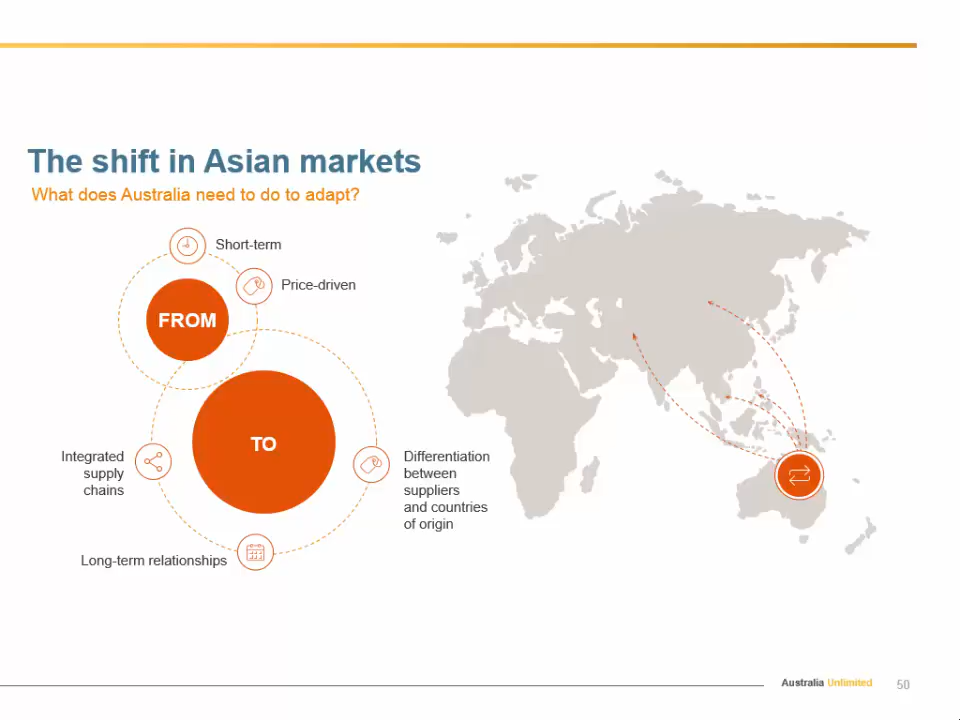 The shift in Asian markets
What does Australia need to do to adapt?
Short-term
Price-driven
FROM
TO
Integrated
supply
chains
Differentiation
between
suppliers
and countries
of origin
Long-term relationships
Australia Unlimited
50